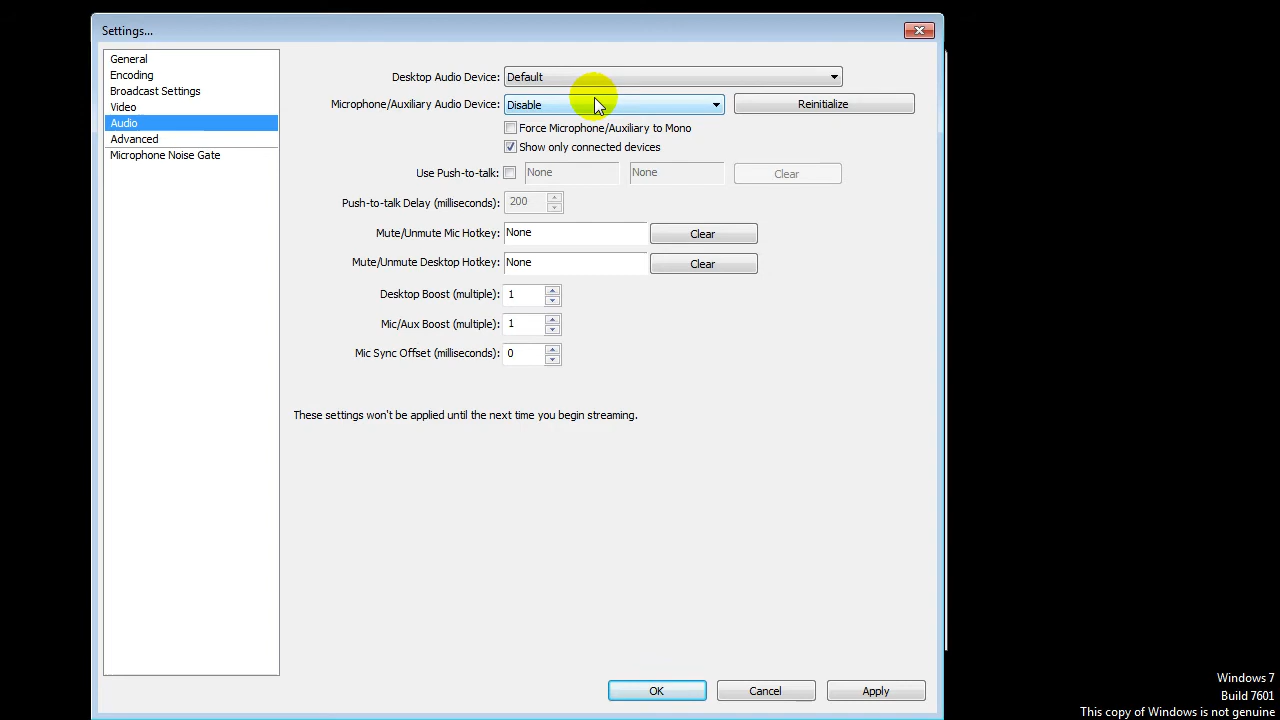 Settings...
General
Encoding
Broadcast Settings
Video
Audio
Advanced
Microphone Noise Gate
Desktop Audio Device: Default
Microphone/Auxiliary Audio Device: Disable Reinitialize
Force Microphone/Auxiliary to Mono
Show only connected devices
Use Push-to-talk: None None Clear
Push-to-talk Delay (milliseconds): 200
Mute/Unmute Mic Hotkey: None Clear
Mute/Unmute Desktop Hotkey: None Clear
Desktop Boost (multiple): 1
Mic/Aux Boost (multiple): 1
Mic Sync Offset (milliseconds): 0
These settings won't be applied until the next time you begin streaming.
OK Cancel Apply
Windows 7
Build 7601
This copy of Windows is not genuine